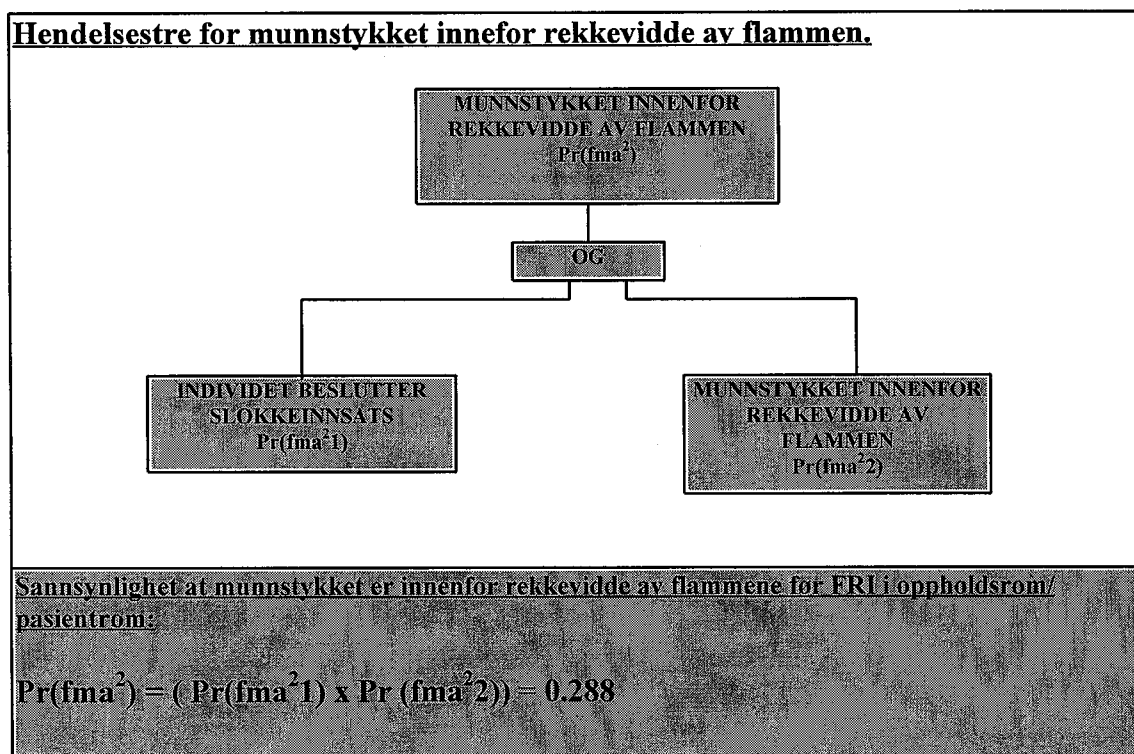 Hendelsestre for munnstykket innefor rekkevidde av flammen.
MUNNSTYKKET INNENFOR
REKKEVIDDE AV FLAMMEN
Pr(fma²)
OG
INDIVIDET BESLUTTER
SLØKKEINNSATS
Pr(fma²1)
MUNNSTYKKET INNENFOR
REKKEVIDDE AV
FLAMMEN
Pr(fma²2)
Sannsynlighet at munnstykket er innenfor rekkevidde av flammene før FRI i oppholdsrom/
pasientrom:
Pr(fma²) = ( Pr(fma²1) x Pr (fma²2)) = 0.288